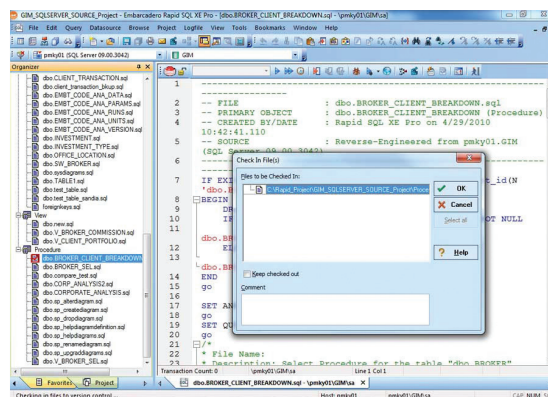 GIM_SQLSERVER_SOURCE_Project - Embarcadero Rapid SQL XE Pro - [dbo.BROKER_CLIENT_BREAKDOWN.sql - \pmky01\GIM\sa]
File Edit Query Datasource Browse Project Logfile View Tools Bookmarks Window Help
pmky01 (SQL Server 09.00.3042) GIM
Organizer
dbo.CLIENT_TRANSACTION.sql
dbo.client_transaction_bkup.sql
dbo.EMBT_CODE_ANA_DATA.sql
dbo.EMBT_CODE_ANA_PARAMS.sql
dbo.EMBT_CODE_ANA_RUNS.sql
dbo.EMBT_CODE_ANA_UNITS.sql
dbo.EMBT_CODE_ANA_VERSION.sql
dbo.INVESTMENT.sql
dbo.INVESTMENT_TYPE.sql
dbo.OFFICE_LOCATION.sql
dbo.SW_BROKER.sql
dbo.sysdiagrams.sql
dbo.TABLE1.sql
dbo.test_table.sql
dbo.test_table_sandia.sql
foreignkeys.sql
View
dbo.new.sql
dbo.V_BROKER_COMMISSION.sql
dbo.V_CLIENT_PORTFOLIO.sql
Procedure
dbo.BROKER_CLIENT_BREAKDOWN
dbo.BROKER_SEL.sql
dbo.compare_test.sql
dbo.CORP_ANALYSIS2.sql
dbo.CORPORATE_ANALYSIS.sql
dbo.sp_alterdiagram.sql
dbo.sp_creatediagram.sql
dbo.sp_dropdiagram.sql
dbo.sp_helpdiagramdefinition.sql
dbo.sp_helpdiagrams.sql
dbo.sp_renamediagram.sql
dbo.sp_upgraddiagrams.sql
dbo.V_BROKER_SEL.sql
Favorites Project
1 --------------------------------
----------------
2 -- FILE : dbo.BROKER_CLIENT_BREAKDOWN.sql
3 -- PRIMARY OBJECT : dbo.BROKER_CLIENT_BREAKDOWN (Procedure)
4 -- CREATED BY/DATE : Rapid SQL XE Pro on 4/29/2010
10:42:41.110
5 -- SOURCE : Reverse-Engineered from pmky01.GIM
(SQL Server 09.00.3042)
6 --------------------------------
7 IF EXI t_id(N
'dbo.B
8 BEGIN
9 DR
10 IF OT NULL
11
dbo.BR
12 EL
13
dbo.BR
14 END
15 go
16
17 SET AN
18 go
19 SET QU
20 go
21 /*
22 * File Name:
23 * Description: Select Procedure for the table "dbo.BROKER"
Check In File(s)
Files to be Checked In:
C:\Rapid_Project\GIM_SQLSERVER_SOURCE_Project\Proce
OK
Cancel
Select all
Help
Keep checked out
Comment
Transaction Count: 0 \pmky01\GIM\sa Line 1 Col 1
dbo.BROKER_CLIENT_BREAKDOWN.sql - \pmky01\GIM\sa X
Checking in files to version control ... Host: pmky01 pmky01\GIM\sa CAP NUM